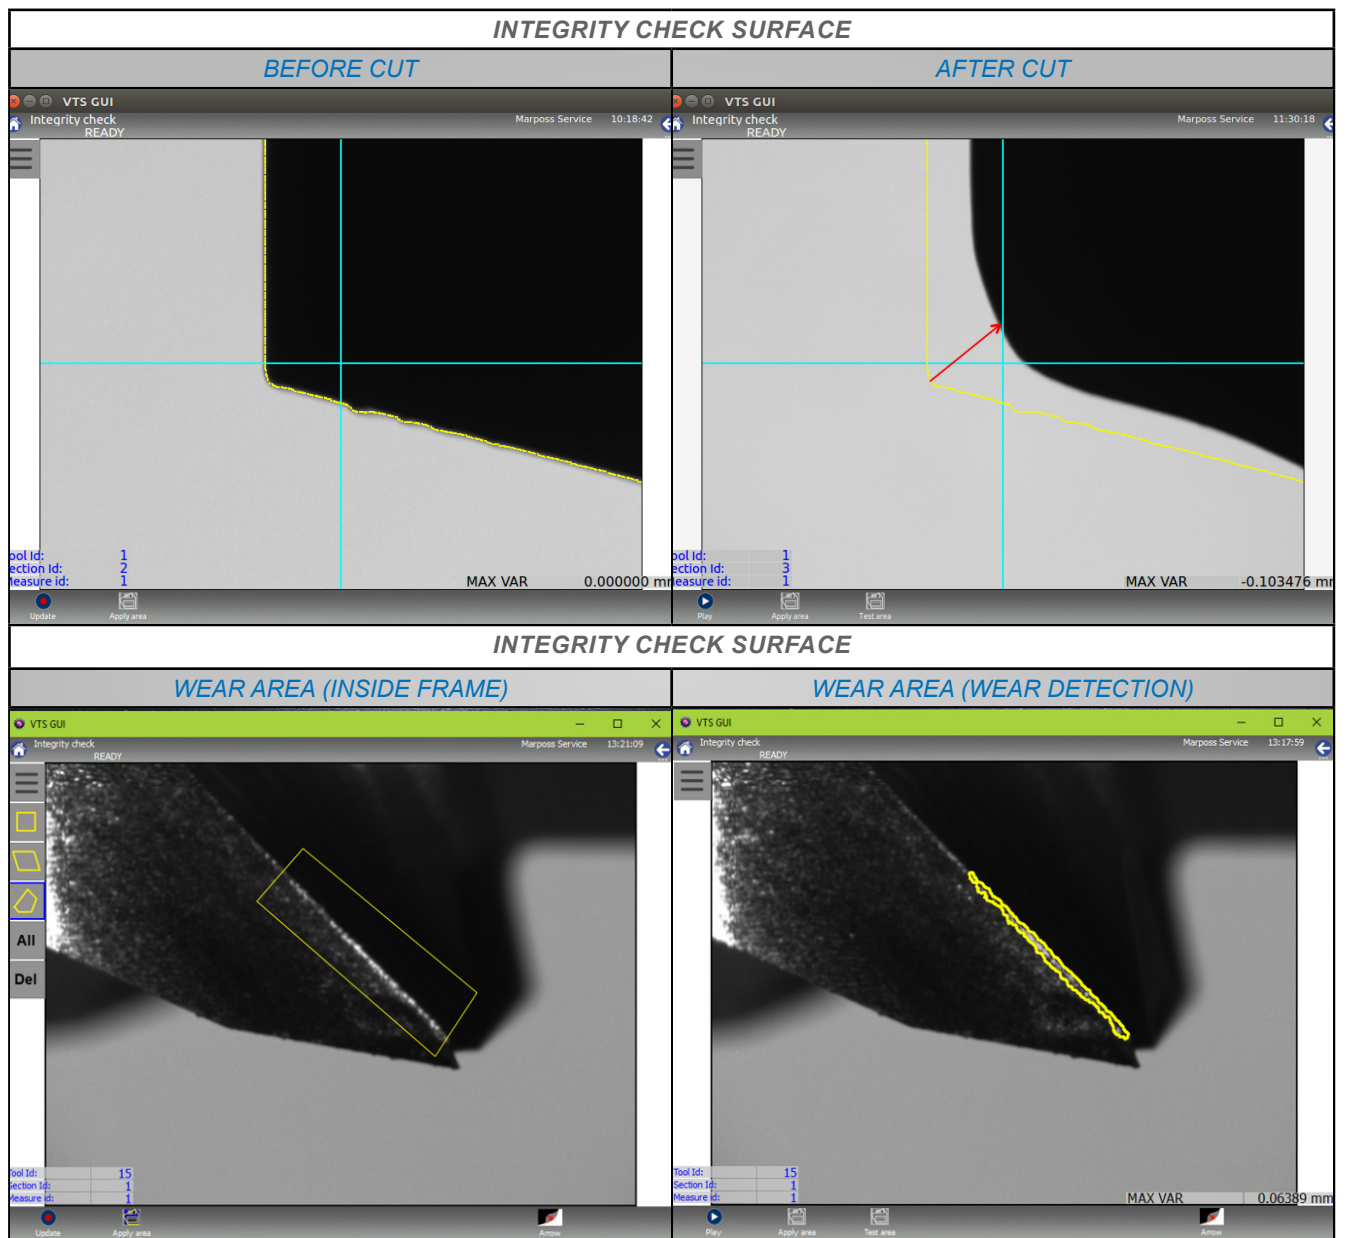 INTEGRITY CHECK SURFACE
BEFORE CUT
AFTER CUT
VTS GUI
Integrity check
READY
Marposs Service 10:18:42
ool Id: 1
ection Id: 2
easure id: 1
MAX VAR 0.000000 mm
Update
Apply area
VTS GUI
Integrity check
READY
Marposs Service 11:30:18
ool Id: 1
ection Id: 3
easure id: 1
MAX VAR -0.103476 mm
Play
Apply area
Test area
INTEGRITY CHECK SURFACE
WEAR AREA (INSIDE FRAME)
WEAR AREA (WEAR DETECTION)
VTS GUI
Integrity check
READY
Marposs Service 13:21:09
All
Del
Tool Id: 15
Section Id: 1
Measure id: 1
Update
Apply area
Arrow
VTS GUI
Integrity check
READY
Marposs Service 13:17:59
Tool Id: 15
Section Id: 1
Measure id: 1
MAX VAR 0.06389 mm
Play
Apply area
Test area
Arrow